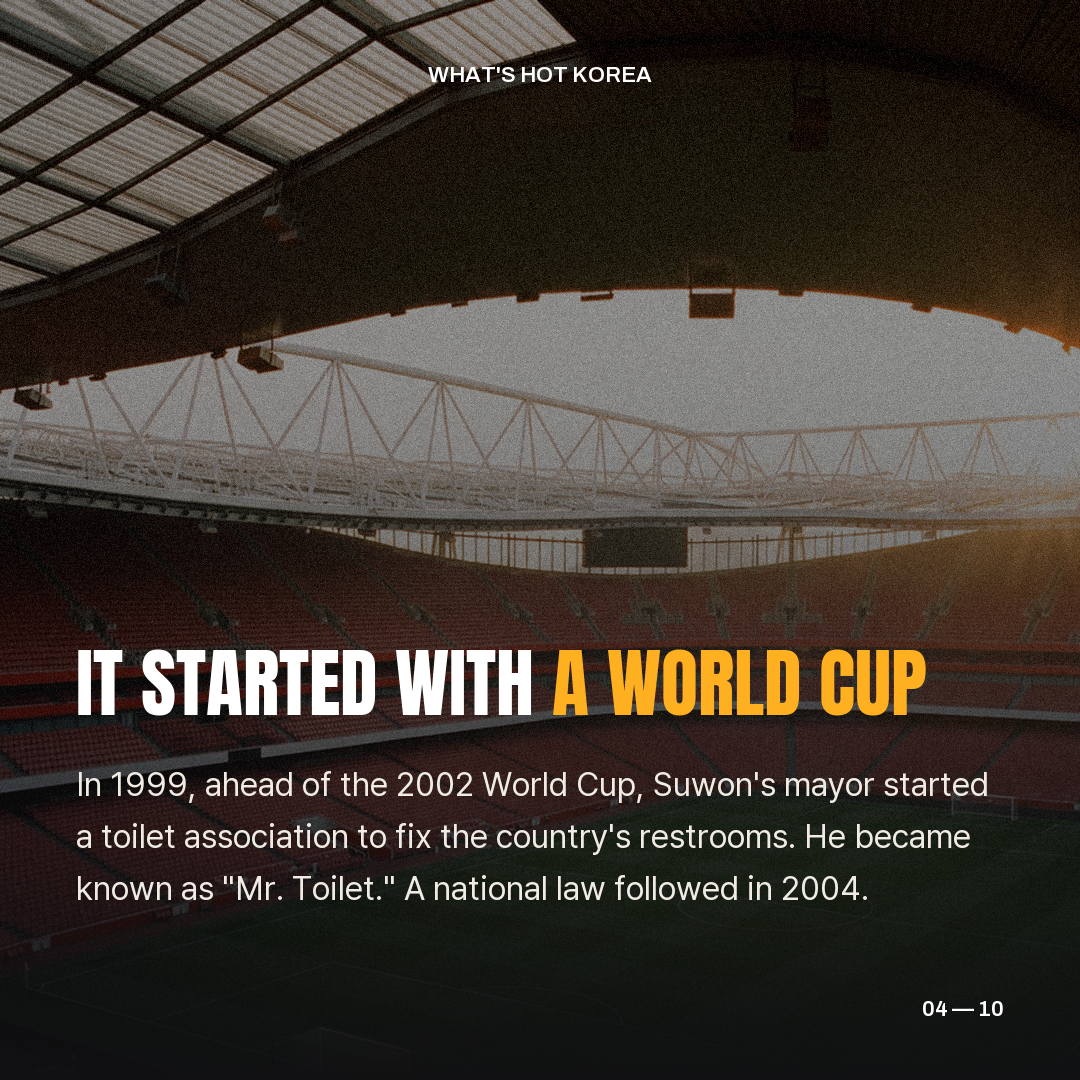 WHAT'S HOT KOREA
IT STARTED WITH A WORLD CUP
In 1999, ahead of the 2002 World Cup, Suwon's mayor started
a toilet association to fix the country's restrooms. He became
known as "Mr. Toilet." A national law followed in 2004.
04 — 10